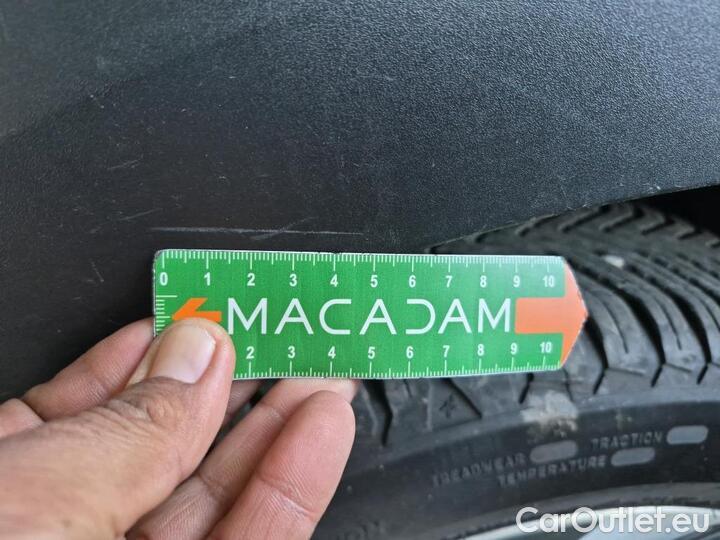 0 1 2 3 4 5 6 7 8 9 10
MACADAM
2 3 4 5 6 7 8 9 10
TREADWEAR TRACTION
TEMPERATURE
CarOutlet.eu